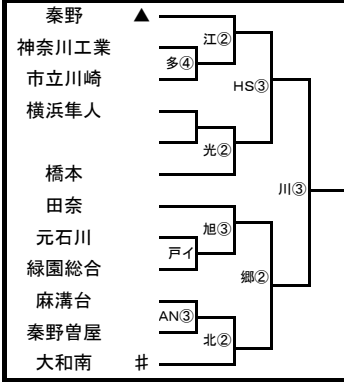 秦野 ▲
神奈川工業
市立川崎
横浜隼人
橋本
田奈
元石川
緑園総合
麻溝台
秦野曽屋
大和南 #
江②
多④
HS③
光②
川③
旭③
戸イ
郷②
AN③
北②